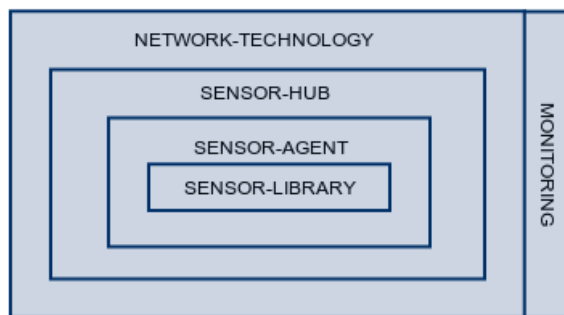 NETWORK-TECHNOLOGY
SENSOR-HUB
SENSOR-AGENT
SENSOR-LIBRARY
MONITORING